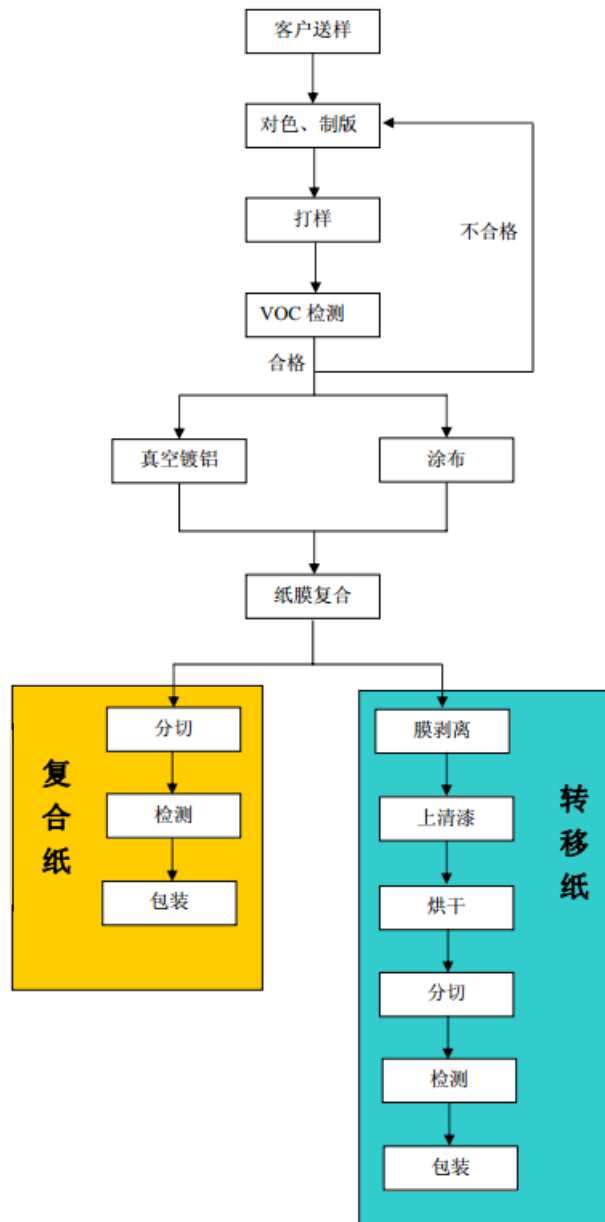 客户送样
对色、制版
打样
不合格
VOC 检测
合格
真空镀铝
涂布
纸膜复合
复合纸
分切
检测
包装
转移纸
膜剥离
上清漆
烘干
分切
检测
包装